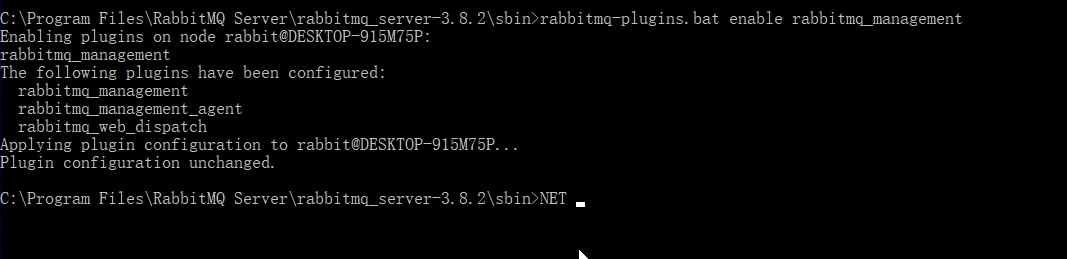 C:\Program Files\RabbitMQ Server\rabbitmq_server-3.8.2\sbin>rabbitmq-plugins.bat enable rabbitmq_management
Enabling plugins on node rabbit@DESKTOP-915M75P:
rabbitmq_management
The following plugins have been configured:
  rabbitmq_management
  rabbitmq_management_agent
  rabbitmq_web_dispatch
Applying plugin configuration to rabbit@DESKTOP-915M75P...
Plugin configuration unchanged.
C:\Program Files\RabbitMQ Server\rabbitmq_server-3.8.2\sbin>NET